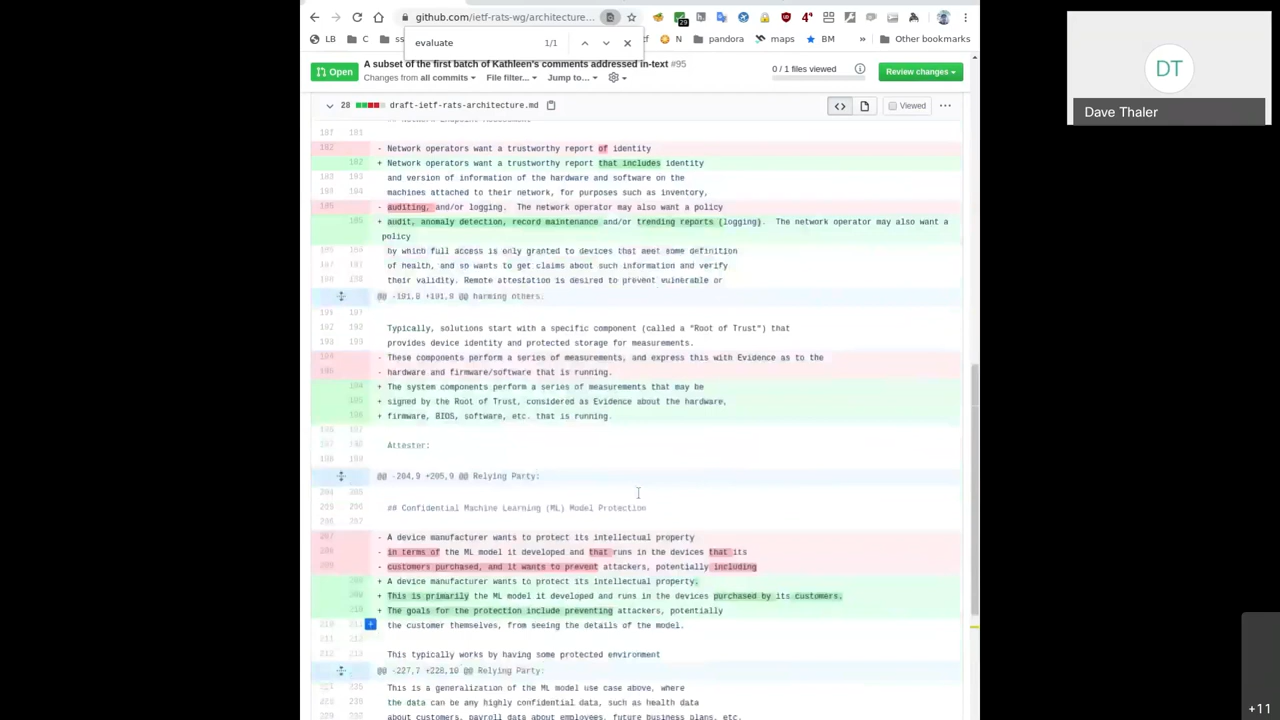 github.com/ietf-rats-wg/architecture...
29
4°
LB
C
N
pandora
maps
BM
»
Other bookmarks
evaluate
1/1
Open
A subset of the first batch of Kathleen's comments addressed in-text #95
Changes from all commits
File filter...
Jump to...
0 / 1 files viewed
Review changes
28 draft-ietf-rats-architecture.md
Viewed
## Network Endpoint Assessment
- Network operators want a trustworthy report of identity
+ Network operators want a trustworthy report that includes identity
and version of information of the hardware and software on the
machines attached to their network, for purposes such as inventory,
- auditing, and/or logging. The network operator may also want a policy
+ audit, anomaly detection, record maintenance and/or trending reports (logging). The network operator may also want a
policy
by which full access is only granted to devices that meet some definition
of health, and so wants to get claims about such information and verify
their validity. Remote attestation is desired to prevent vulnerable or
@@ -191,8 +191,9 @@ harming others.
Typically, solutions start with a specific component (called a "Root of Trust") that
provides device identity and protected storage for measurements.
- These components perform a series of measurements, and express this with Evidence as to the
- hardware and firmware/software that is running.
+ The system components perform a series of measurements that may be
+ signed by the Root of Trust, considered as Evidence about the hardware,
+ firmware, BIOS, software, etc. that is running.
Attester:
@@ -204,9 +205,9 @@ Relying Party:
## Confidential Machine Learning (ML) Model Protection
- A device manufacturer wants to protect its intellectual property
- in terms of the ML model it developed and that runs in the devices that its
- customers purchased, and it wants to prevent attackers, potentially including
+ A device manufacturer wants to protect its intellectual property.
+ This is primarily the ML model it developed and runs in the devices purchased by its customers.
+ The goals for the protection include preventing attackers, potentially
the customer themselves, from seeing the details of the model.
This typically works by having some protected environment
@@ -227,7 +228,10 @@ Relying Party:
This is a generalization of the ML model use case above, where
the data can be any highly confidential data, such as health data
about customers, payroll data about employees, future business plans, etc.
DT
Dave Thaler
+11